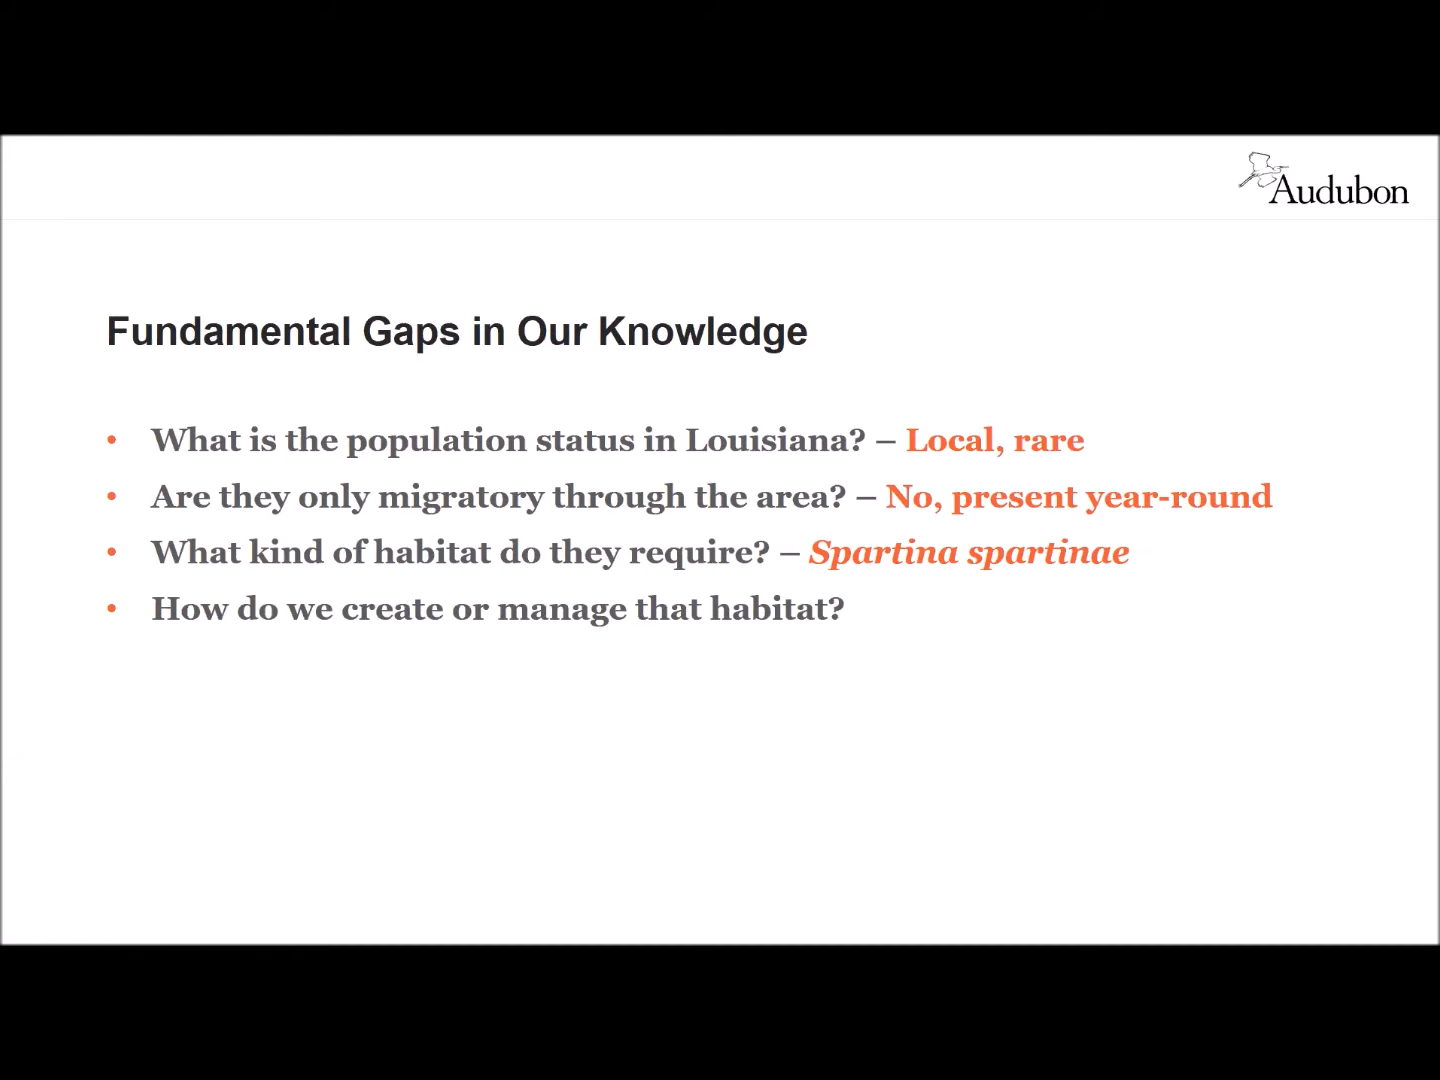 Audubon
Fundamental Gaps in Our Knowledge
• What is the population status in Louisiana? – Local, rare
• Are they only migratory through the area? – No, present year-round
• What kind of habitat do they require? – Spartina spartinae
• How do we create or manage that habitat?